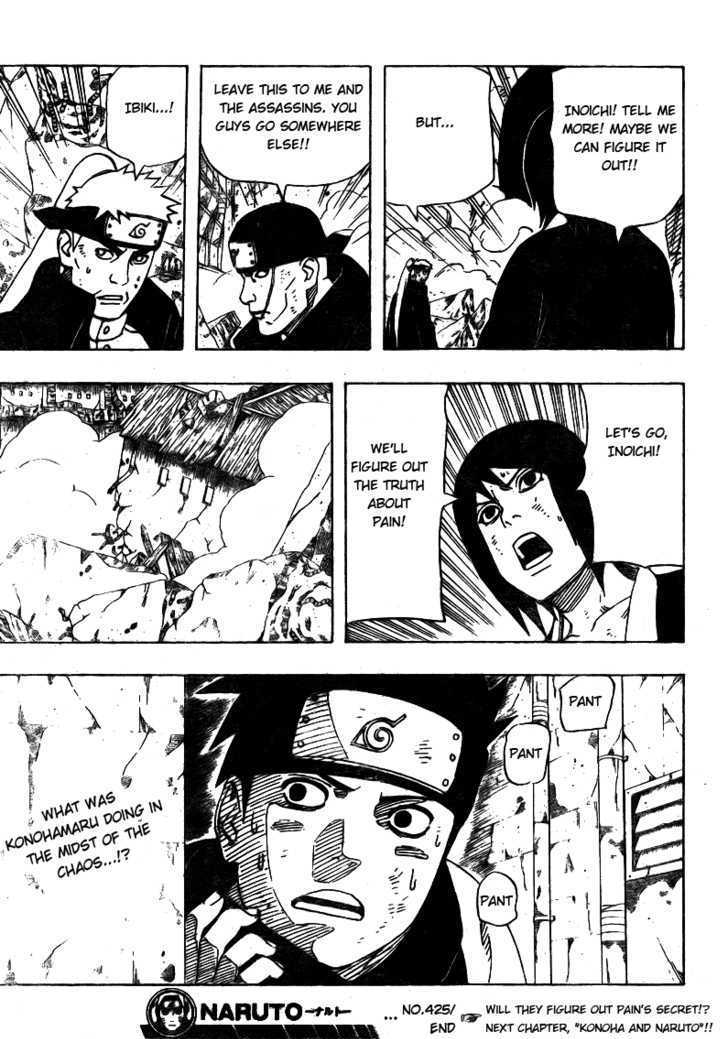 INOICHI! TELL ME
MORE! MAYBE WE
CAN FIGURE IT
OUT!!
BUT...
LEAVE THIS TO ME AND
THE ASSASSINS. YOU
GUYS GO SOMEWHERE
ELSE!!
IBIKI...!
LET'S GO,
INOICHI!
WE'LL
FIGURE OUT
THE TRUTH
ABOUT
PAIN!
PANT
PANT
PANT
WHAT WAS
KONOHAMARU DOING IN
THE MIDST OF THE
CHAOS...!?
NARUTO -ナルト-
... NO.425/
END
WILL THEY FIGURE OUT PAIN'S SECRET!?
NEXT CHAPTER, "KONOHA AND NARUTO"!!